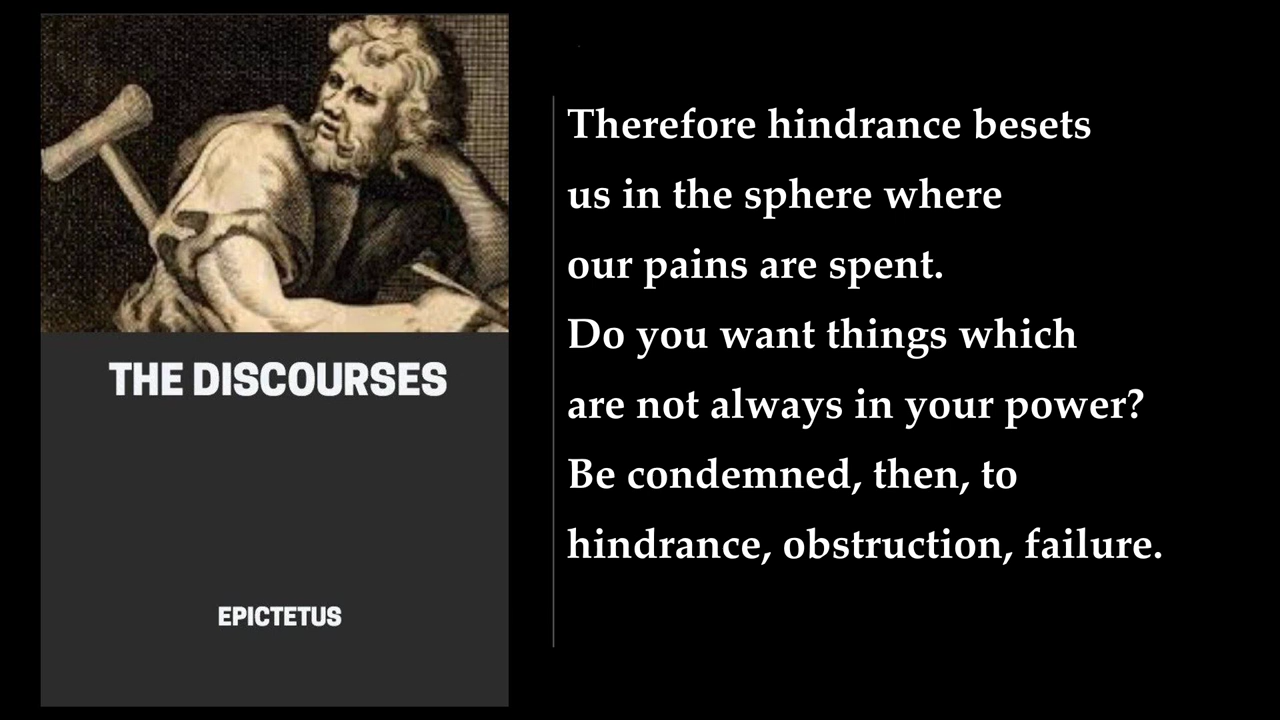 THE DISCOURSES
EPICTETUS
Therefore hindrance besets
us in the sphere where
our pains are spent.
Do you want things which
are not always in your power?
Be condemned, then, to
hindrance, obstruction, failure.